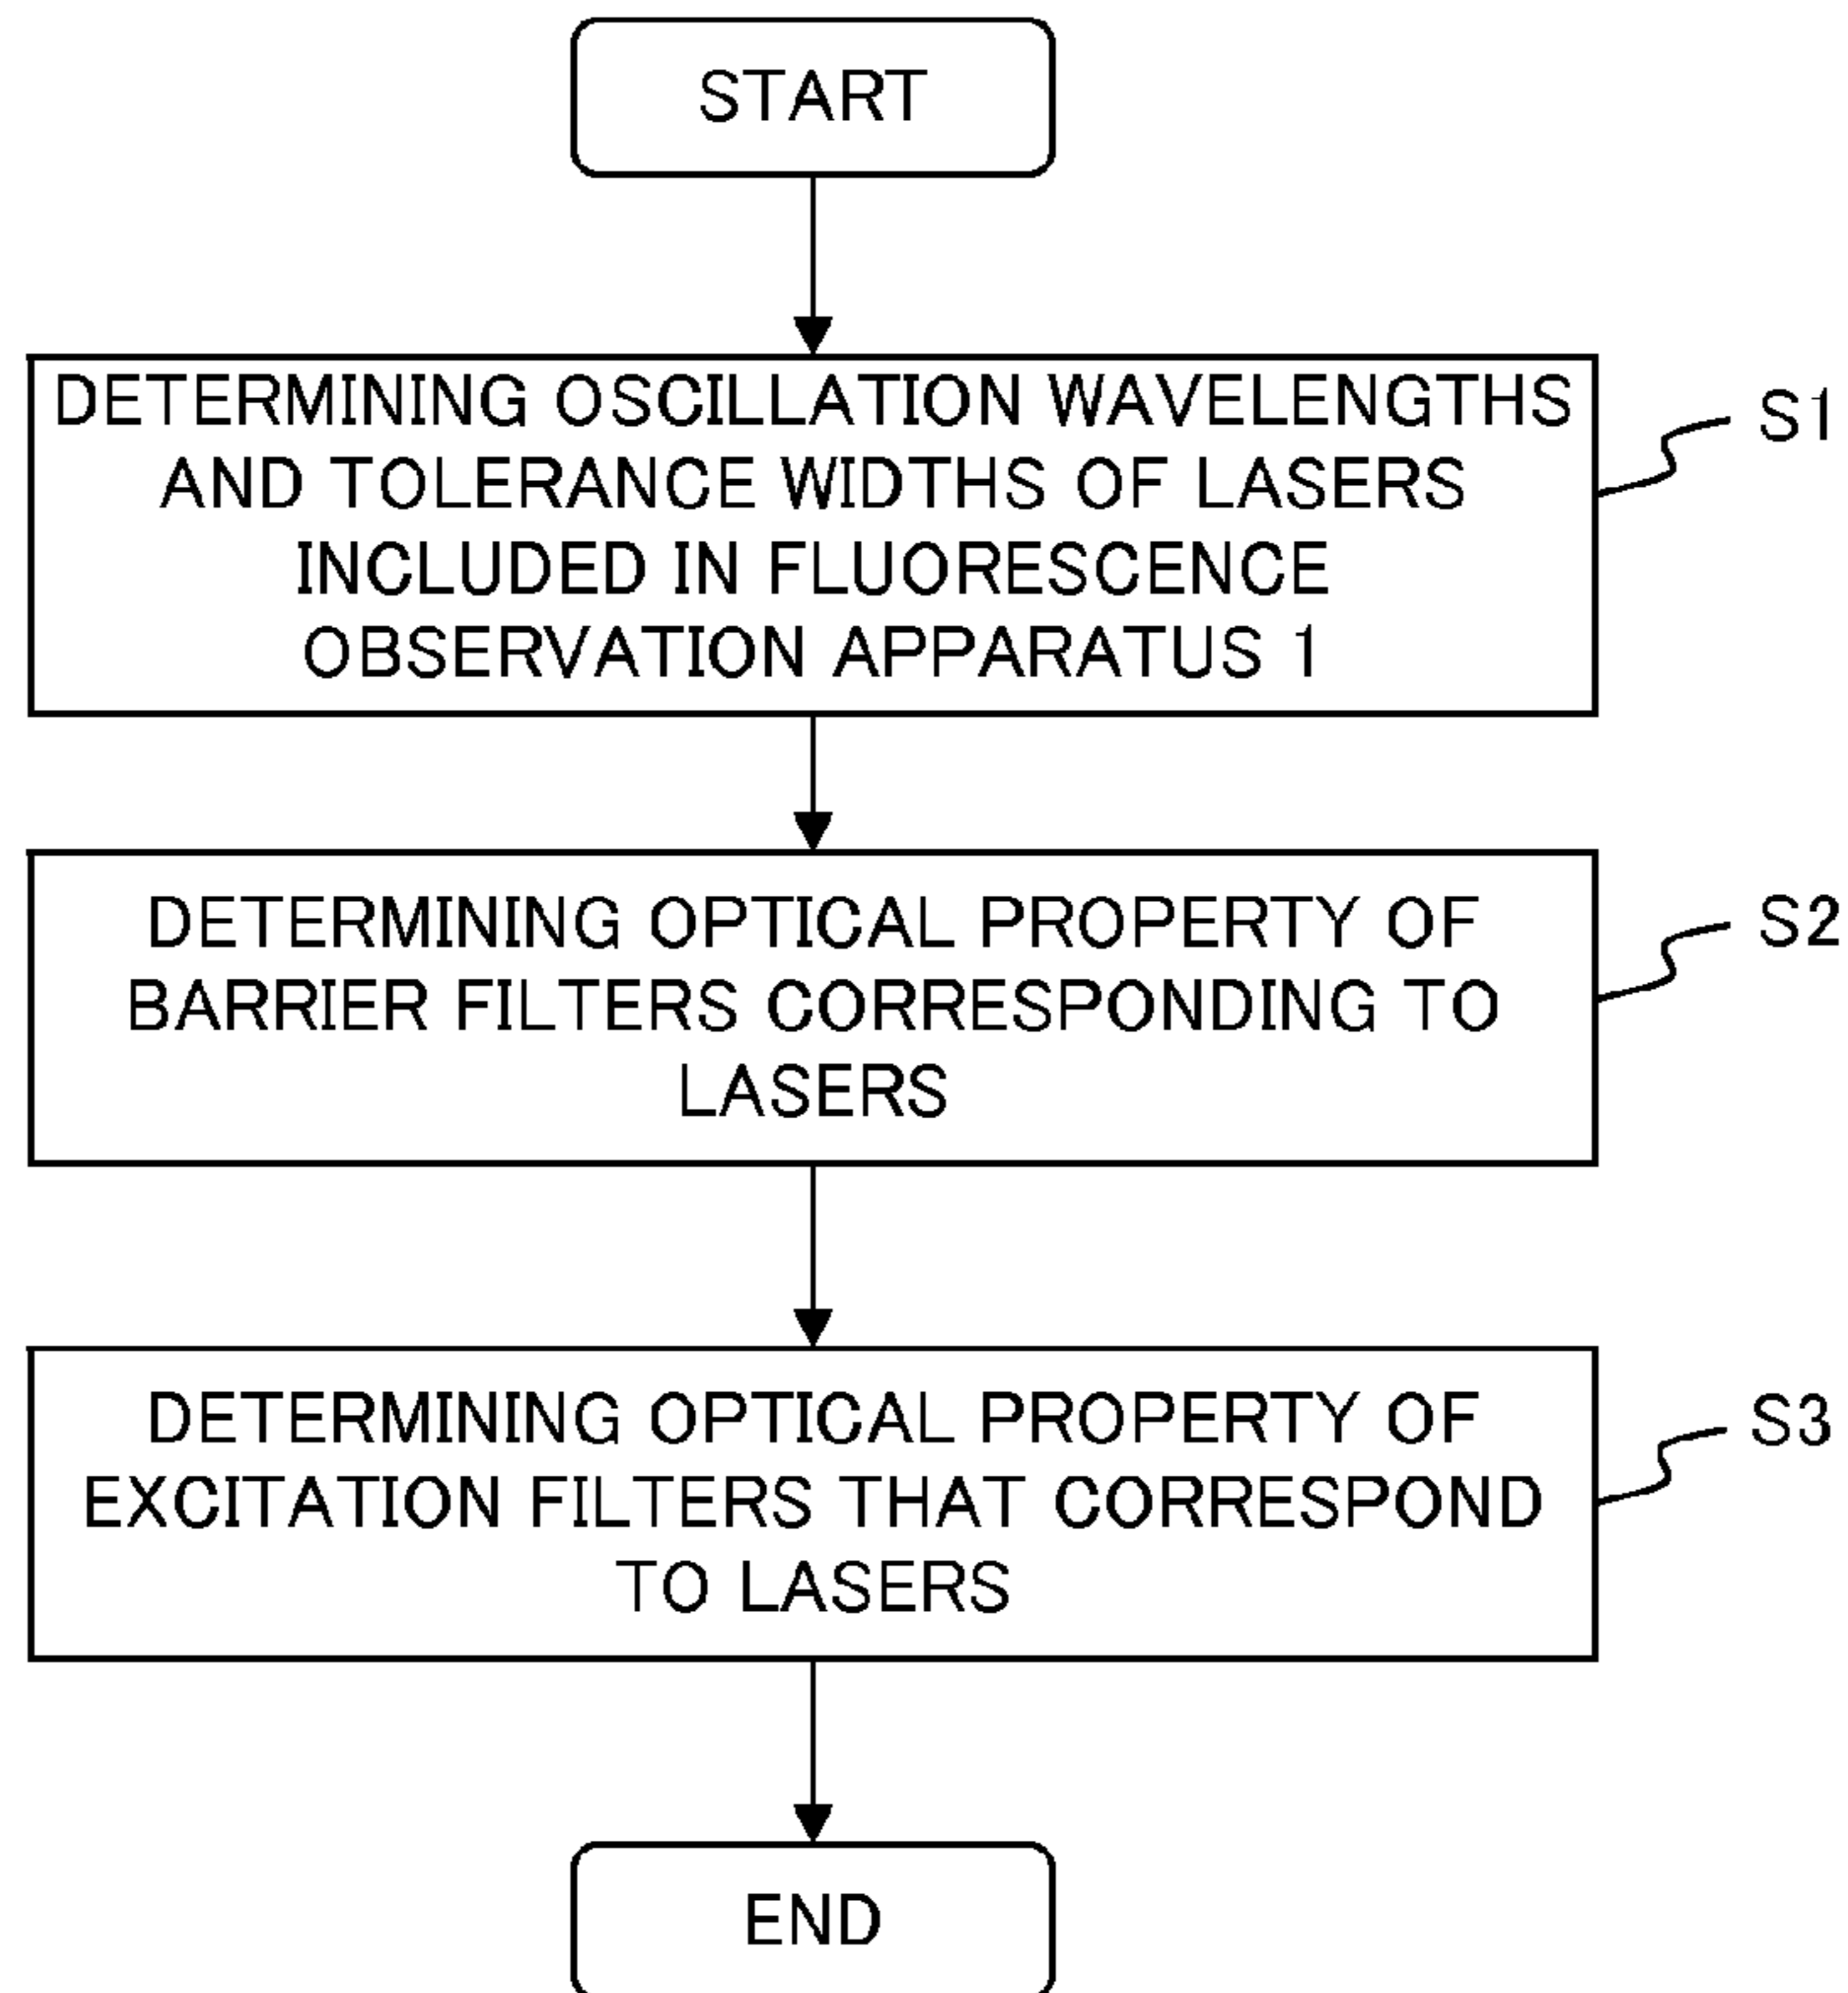 START
DETERMINING OSCILLATION WAVELENGTHS
AND TOLERANCE WIDTHS OF LASERS
INCLUDED IN FLUORESCENCE
OBSERVATION APPARATUS 1
S1
DETERMINING OPTICAL PROPERTY OF
BARRIER FILTERS CORRESPONDING TO
LASERS
S2
DETERMINING OPTICAL PROPERTY OF
EXCITATION FILTERS THAT CORRESPOND
TO LASERS
S3
END